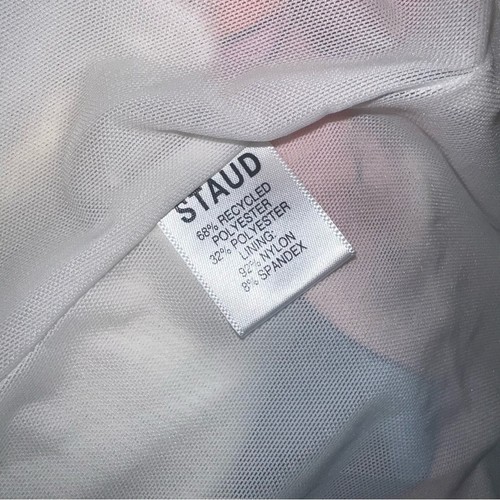 STAUD
68% RECYCLED
POLYESTER
32% POLYESTER
LINING:
92% NYLON
8% SPANDEX